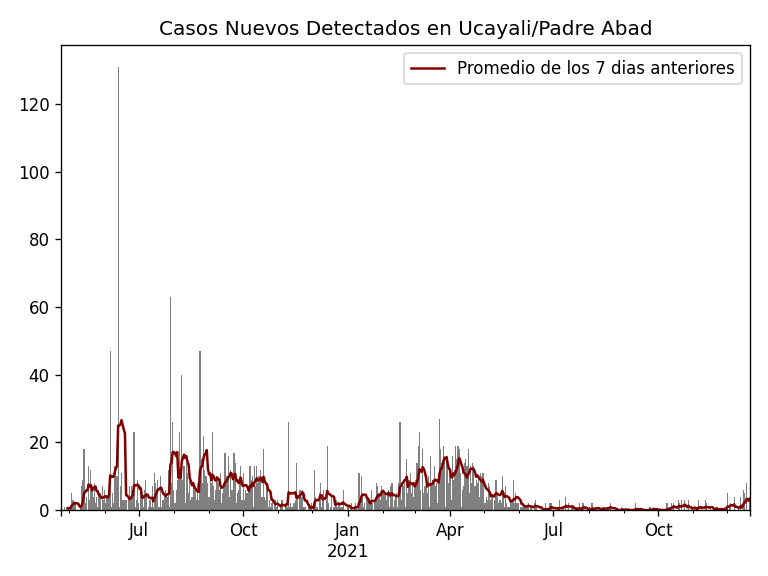 Casos Nuevos Detectados en Ucayali/Padre Abad
Promedio de los 7 dias anteriores
120
100
80
60
40
20
0
Jul Oct Jan Apr Jul Oct
2021